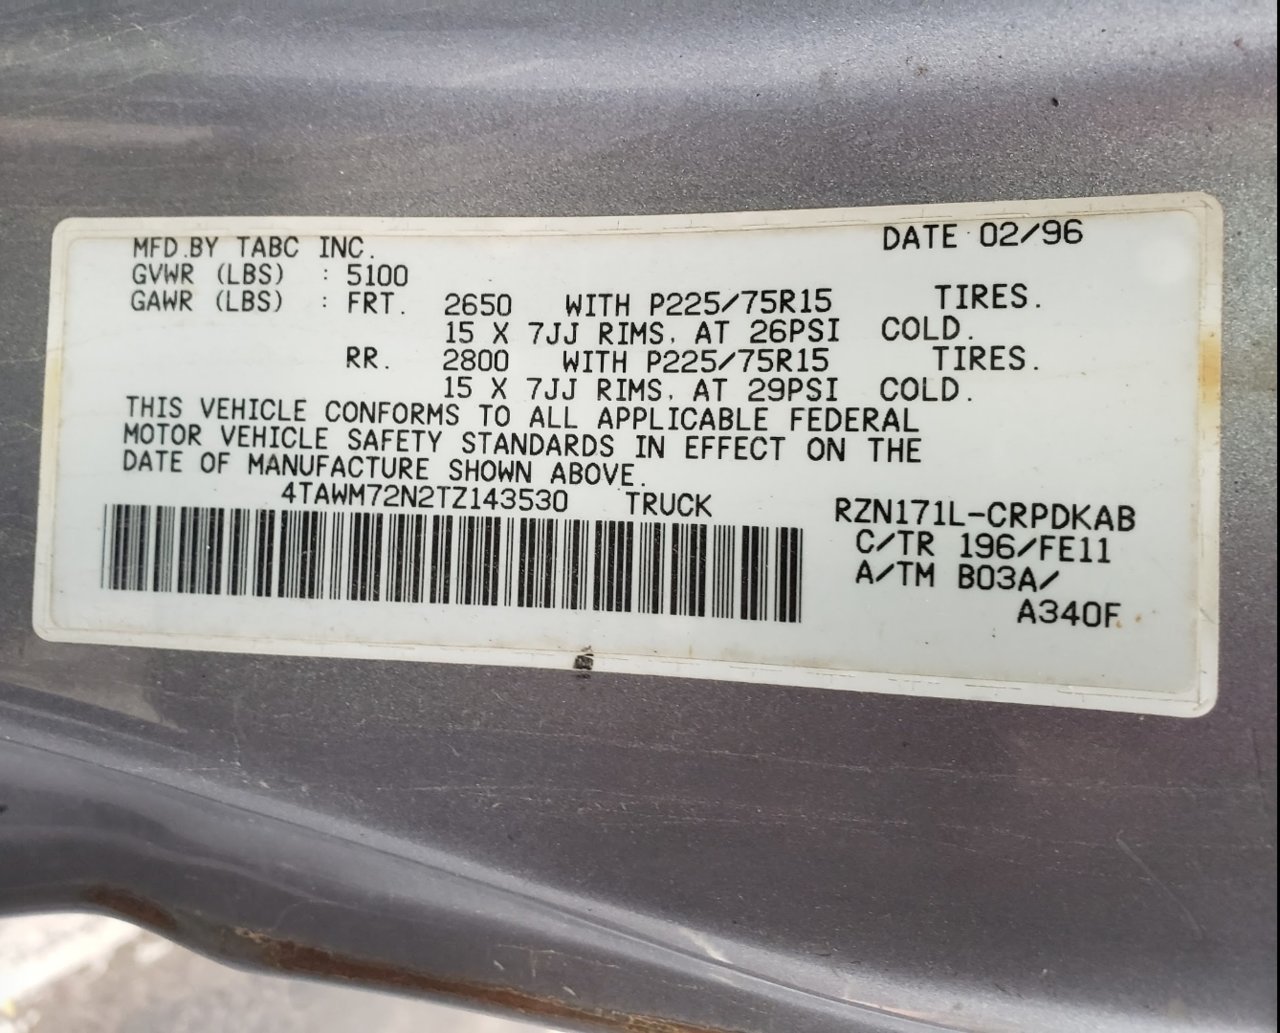 MFD.BY TABC INC. DATE 02/96
GVWR (LBS) : 5100
GAWR (LBS) : FRT. 2650 WITH P225/75R15 TIRES.
15 X 7JJ RIMS, AT 26PSI COLD.
RR. 2800 WITH P225/75R15 TIRES.
15 X 7JJ RIMS, AT 29PSI COLD.
THIS VEHICLE CONFORMS TO ALL APPLICABLE FEDERAL
MOTOR VEHICLE SAFETY STANDARDS IN EFFECT ON THE
DATE OF MANUFACTURE SHOWN ABOVE.
4TAWM72N2TZ143530 TRUCK
RZN171L-CRPDKAB
C/TR 196/FE11
A/TM B03A/
A340F